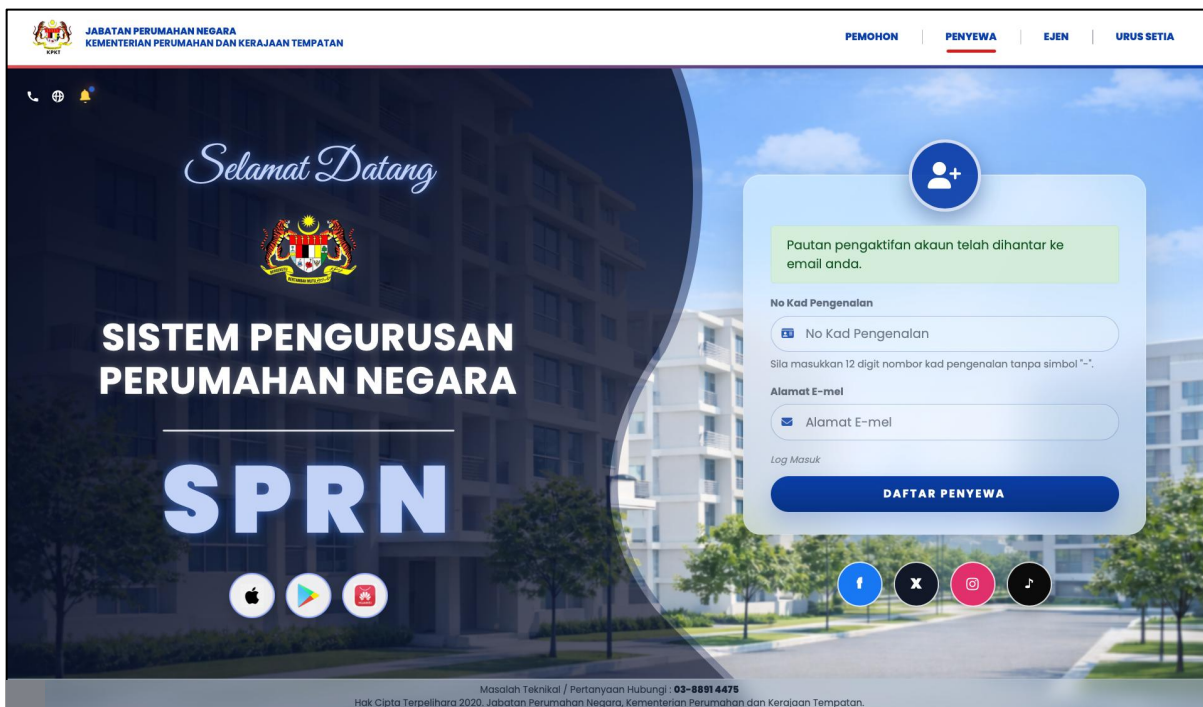 JABATAN PERUMAHAN NEGARA
KEMENTERIAN PERUMAHAN DAN KERAJAAN TEMPATAN
KPKT
PEMOHON
PENYEWA
EJEN
URUS SETIA
Selamat Datang
SISTEM PENGURUSAN
PERUMAHAN NEGARA
SPRN
Pautan pengaktifan akaun telah dihantar ke
email anda.
No Kad Pengenalan
No Kad Pengenalan
Sila masukkan 12 digit nombor kad pengenalan tanpa simbol "-".
Alamat E-mel
Alamat E-mel
Log Masuk
DAFTAR PENYEWA
Masalah Teknikal / Pertanyaan Hubungi : 03-8891 4475
Hak Cipta Terpelihara 2020. Jabatan Perumahan Negara, Kementerian Perumahan dan Kerajaan Tempatan.